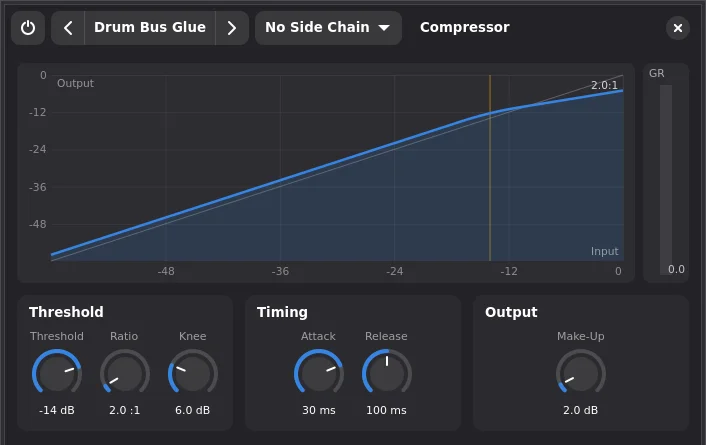 Drum Bus Glue No Side Chain Compressor
GR
0
Output
2.0:1
-12
-24
-36
-48
Input
-48 -36 -24 -12 0
0.0
Threshold
Threshold Ratio Knee
-14 dB 2.0 :1 6.0 dB
Timing
Attack Release
30 ms 100 ms
Output
Make-Up
2.0 dB